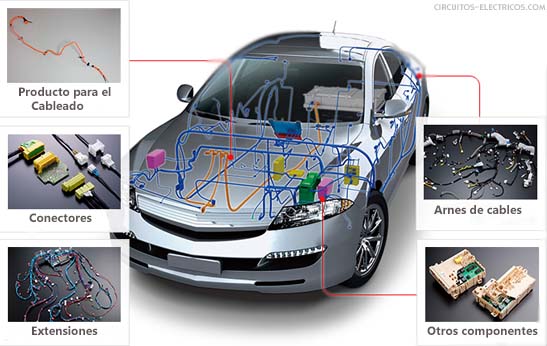 CIRCUITOS-ELECTRICOS.COM
Producto para el
Cableado
Conectores
Arnes de cables
Extensiones
Otros componentes